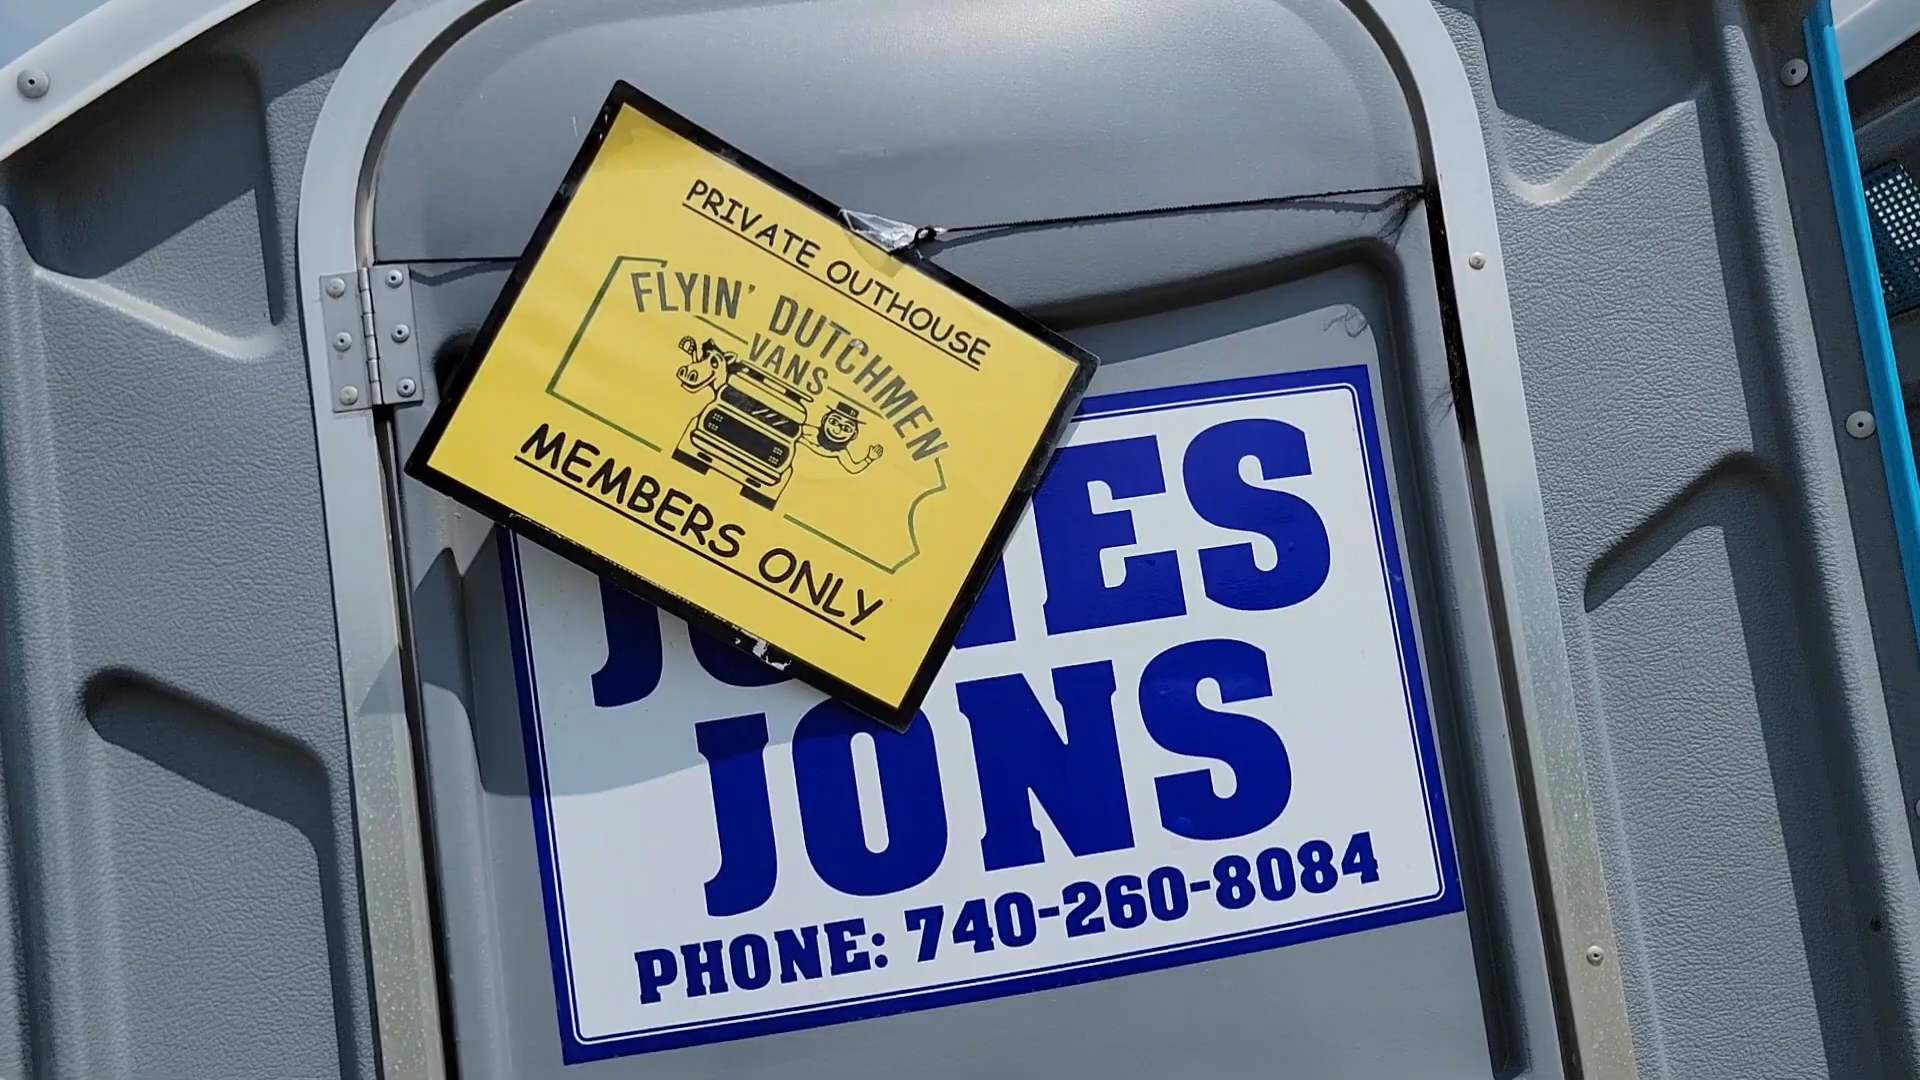 PRIVATE OUTHOUSE
FLYIN' DUTCHMEN
VANS
MEMBERS ONLY
JONS
PHONE: 740-260-8084